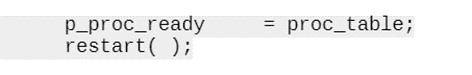 p_proc_ready    = proc_table;
restart( );